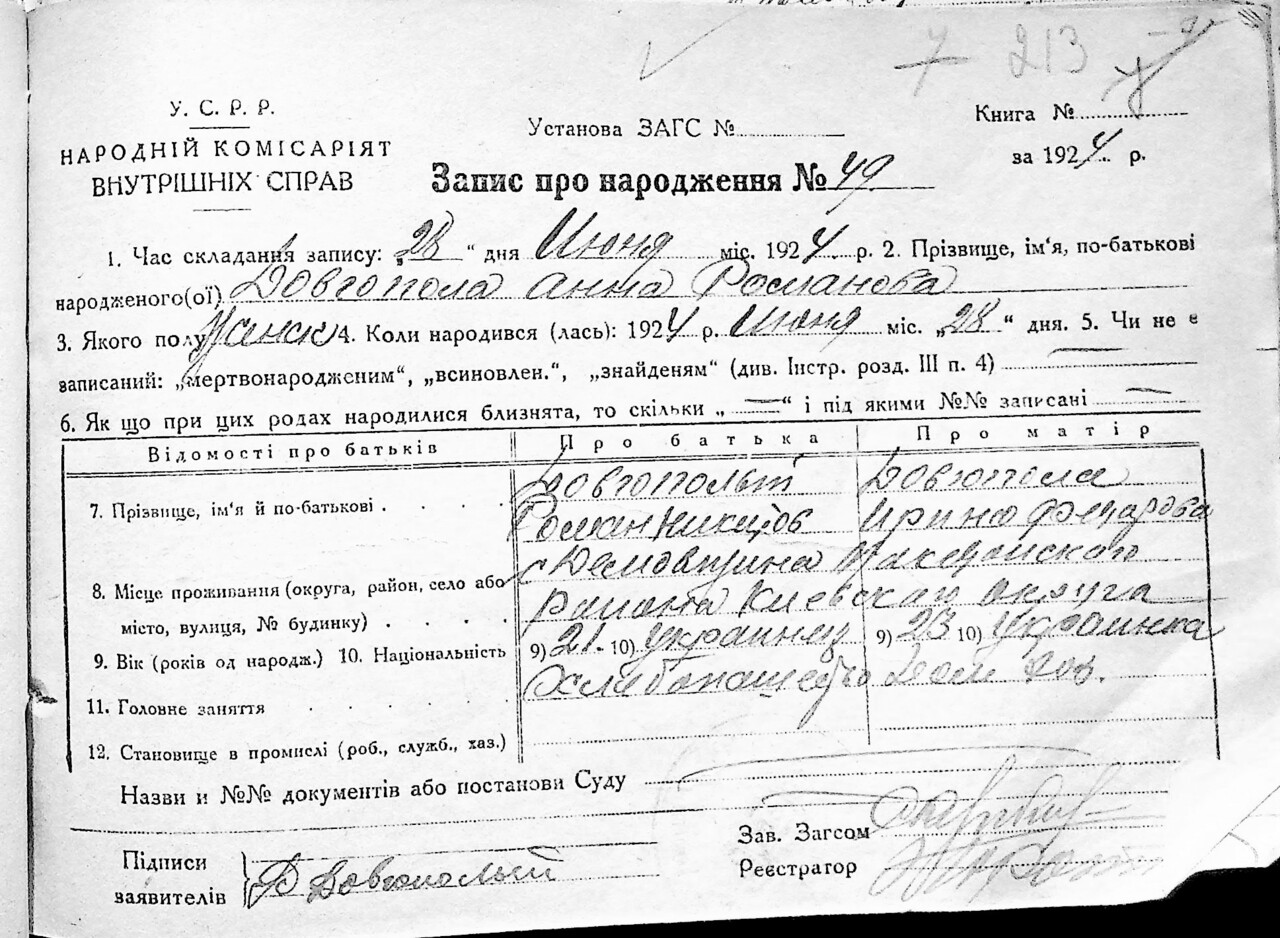 7 213
У. С. Р. Р.
НАРОДНІЙ КОМІСАРІЯТ
ВНУТРІШНІХ СПРАВ
Установа ЗАГС №
Книга №
за 1924 р.
Запис про народження № 49
1. Час складання запису: „28“ дня Июня міс. 1924 р. 2. Прізвище, ім'я, по-батькові
народженого(ої) Довгопола Анна Романова
3. Якого полу женск 4. Коли народився (лась): 1924 р. Июня міс. „28“ дня. 5. Чи не є
записаний: „мертвонародженим“, „всиновлен.“, „знайденям“ (див. Інстр. розд. III п. 4) —
6. Як що при цих родах народилися близнята, то скільки „—“ і під якими №№ записані —
Відомості про батьків Про батька Про матір
7. Прізвище, ім'я й по-батькові . . . . Довгополый Довгопола
Роман Никитов Ирина
8. Місце проживання (округа, район, село або с
місто, вулиця, № будинку) . . . . района Киевскаго округа
9. Вік (років од народж.) 10. Національність 9) 21. 10) украинец 9) 23 10) украинка
11. Головне заняття . . . . . Хлебопашество Дом хоз.
12. Становище в промислі (роб., служб., хаз.)
Назви и №№ документів або постанови Суду
Зав. Загсом
Підписи
заявителів } Р Довгополый
Реєстратор